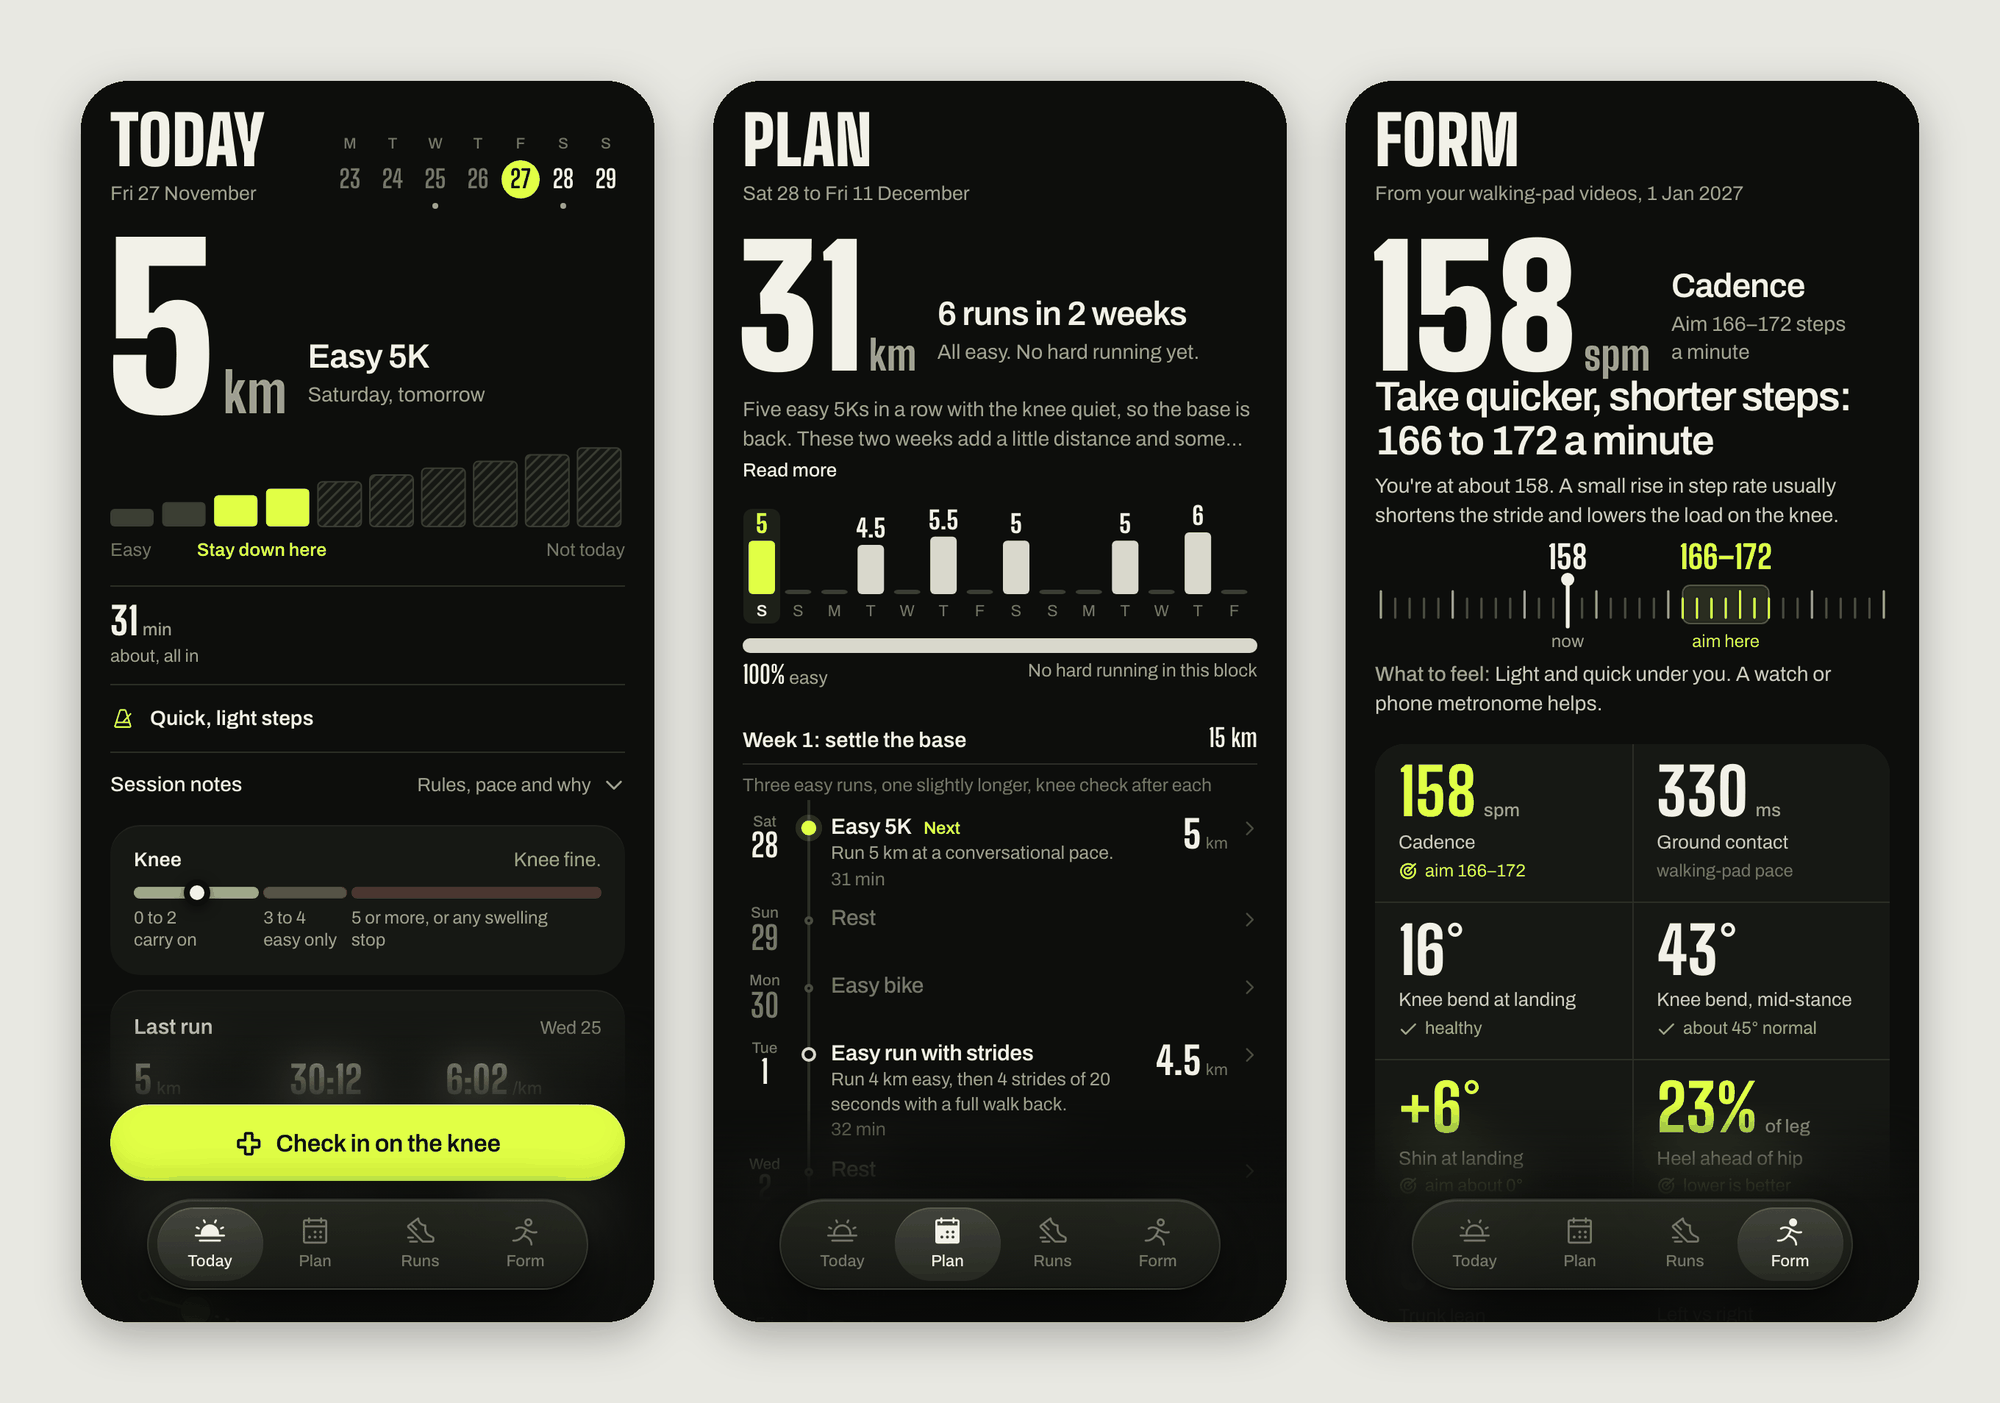 TODAY
Fri 27 November
M T W T F S S
23 24 25 26 27 28 29
5 km
Easy 5K
Saturday, tomorrow
Easy Stay down here Not today
31 min
about, all in
Quick, light steps
Session notes Rules, pace and why
Knee Knee fine.
0 to 2 3 to 4 5 or more, or any swelling
carry on easy only stop
Last run Wed 25
5 km 30:12 6:02 /km
Check in on the knee
Today Plan Runs Form
PLAN
Sat 28 to Fri 11 December
31 km
6 runs in 2 weeks
All easy. No hard running yet.
Five easy 5Ks in a row with the knee quiet, so the base is
back. These two weeks add a little distance and some...
Read more
5 4.5 5.5 5 5 6
S S M T W T F S S M T W T F
100% easy No hard running in this block
Week 1: settle the base 15 km
Three easy runs, one slightly longer, knee check after each
Sat
28
Easy 5K Next
Run 5 km at a conversational pace.
31 min
5 km
Sun
29
Rest
Mon
30
Easy bike
Tue
1
Easy run with strides
Run 4 km easy, then 4 strides of 20
seconds with a full walk back.
32 min
4.5 km
Wed
2
Rest
Today Plan Runs Form
FORM
From your walking-pad videos, 1 Jan 2027
158 spm
Cadence
Aim 166–172 steps
a minute
Take quicker, shorter steps:
166 to 172 a minute
You're at about 158. A small rise in step rate usually
shortens the stride and lowers the load on the knee.
158 166–172
now aim here
What to feel: Light and quick under you. A watch or
phone metronome helps.
158 spm
Cadence
aim 166–172
330 ms
Ground contact
walking-pad pace
16°
Knee bend at landing
healthy
43°
Knee bend, mid-stance
about 45° normal
+6°
Shin at landing
aim about 0°
23% of leg
Heel ahead of hip
lower is better
Today Plan Runs Form
Trunk lean Left vs right